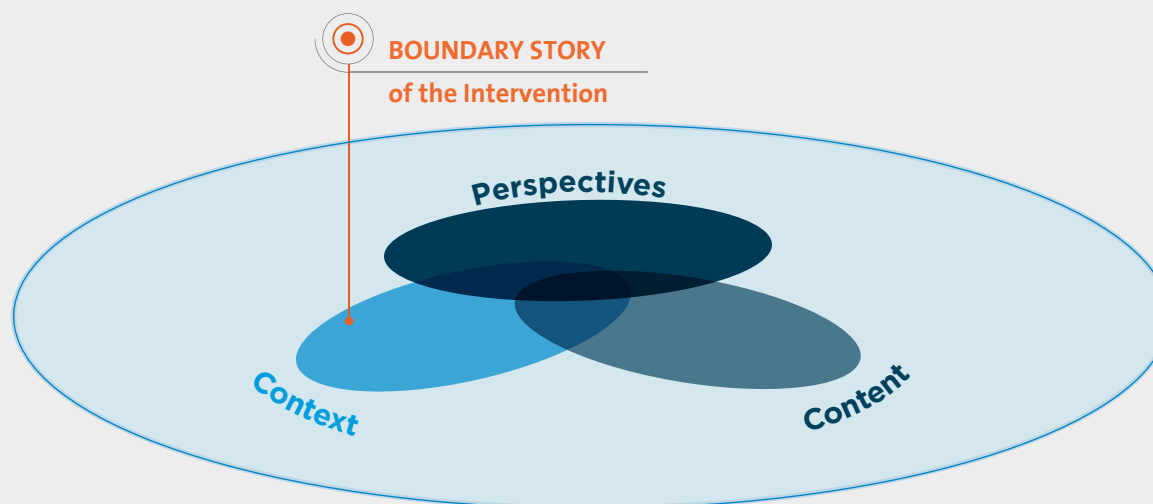 BOUNDARY STORY
of the Intervention
Perspectives
Context
Content